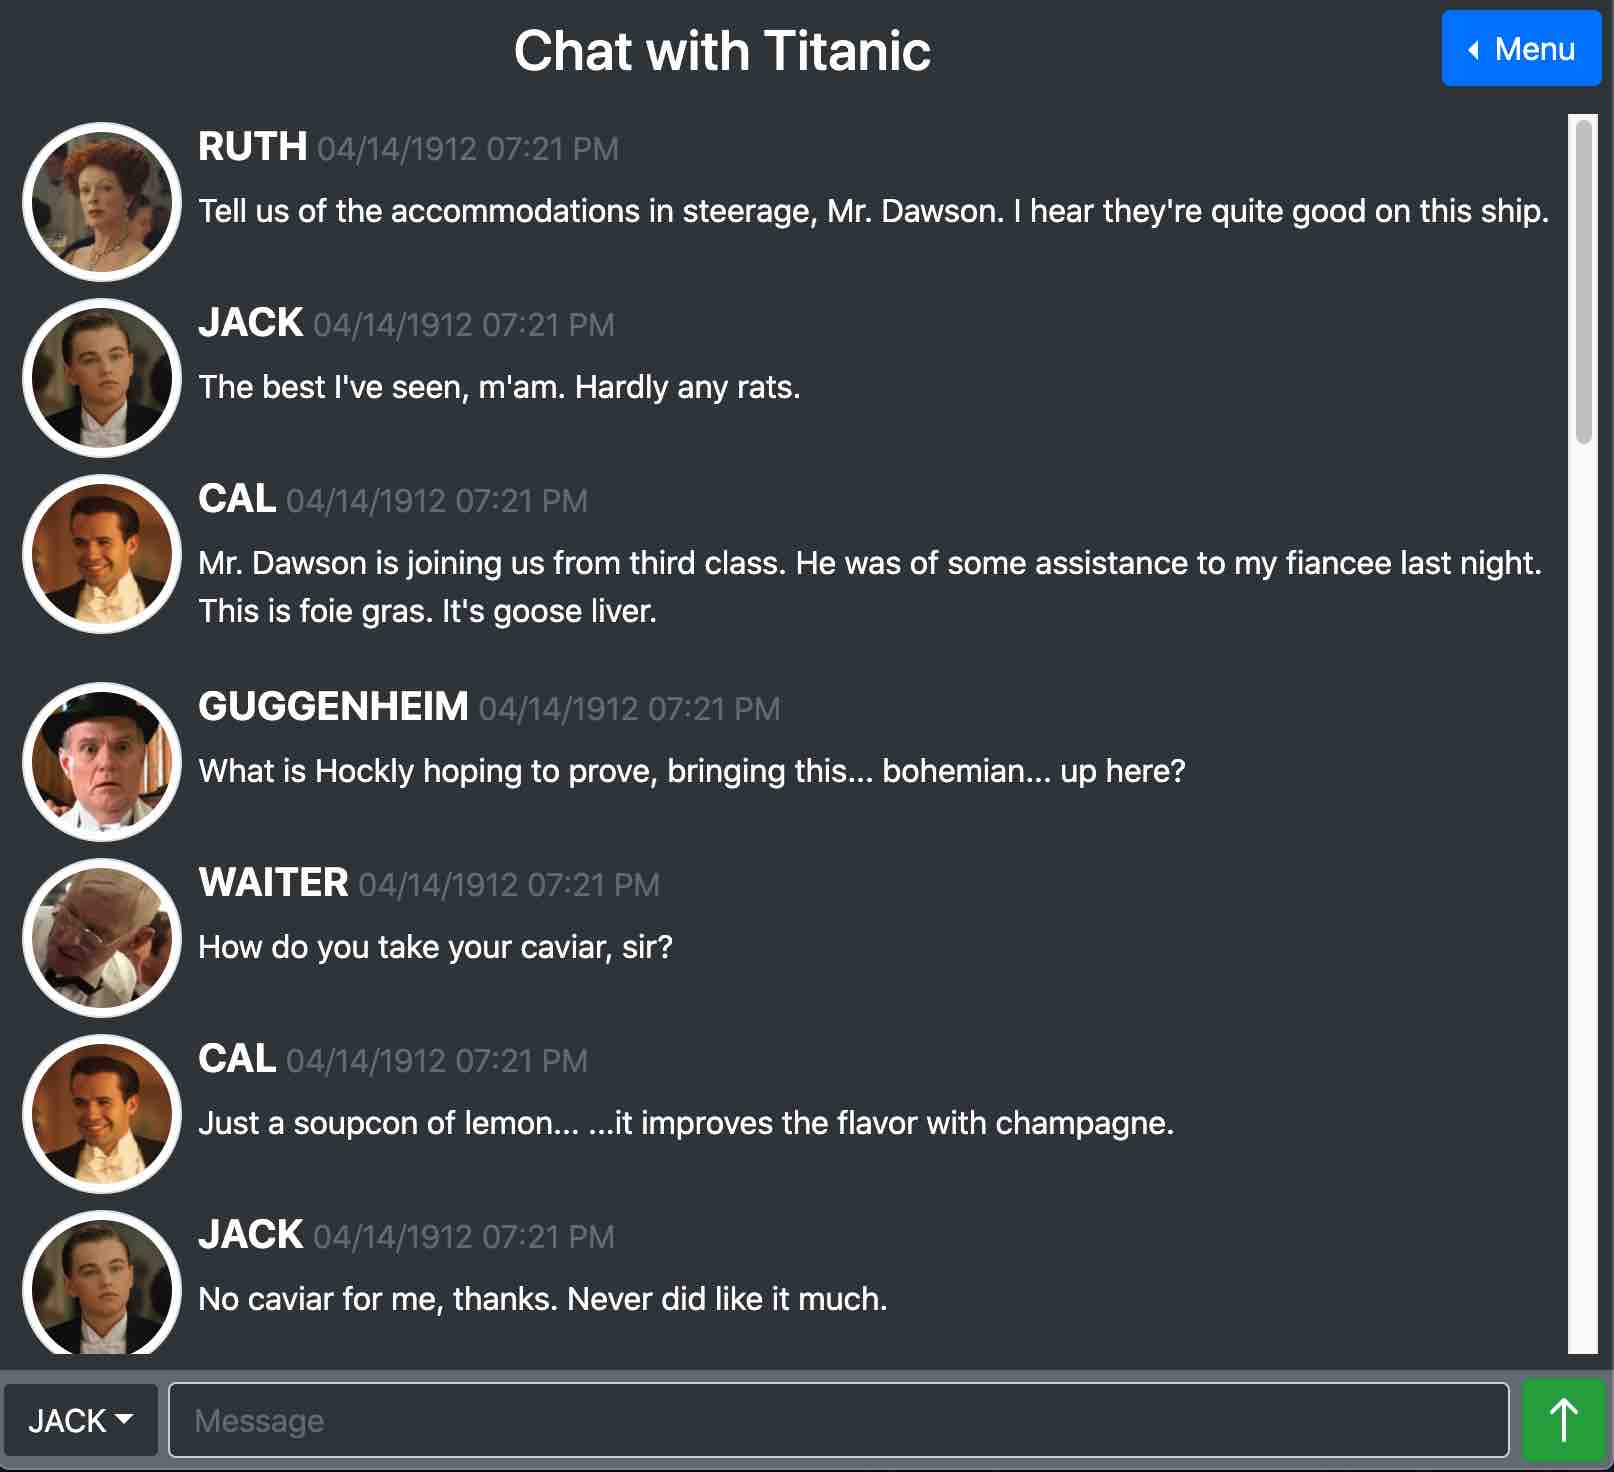 Chat with Titanic
Menu
RUTH 04/14/1912 07:21 PM
Tell us of the accommodations in steerage, Mr. Dawson. I hear they're quite good on this ship.
JACK 04/14/1912 07:21 PM
The best I've seen, m'am. Hardly any rats.
CAL 04/14/1912 07:21 PM
Mr. Dawson is joining us from third class. He was of some assistance to my fiancee last night.
This is foie gras. It's goose liver.
GUGGENHEIM 04/14/1912 07:21 PM
What is Hockly hoping to prove, bringing this... bohemian... up here?
WAITER 04/14/1912 07:21 PM
How do you take your caviar, sir?
CAL 04/14/1912 07:21 PM
Just a soupcon of lemon... ...it improves the flavor with champagne.
JACK 04/14/1912 07:21 PM
No caviar for me, thanks. Never did like it much.
JACK
Message